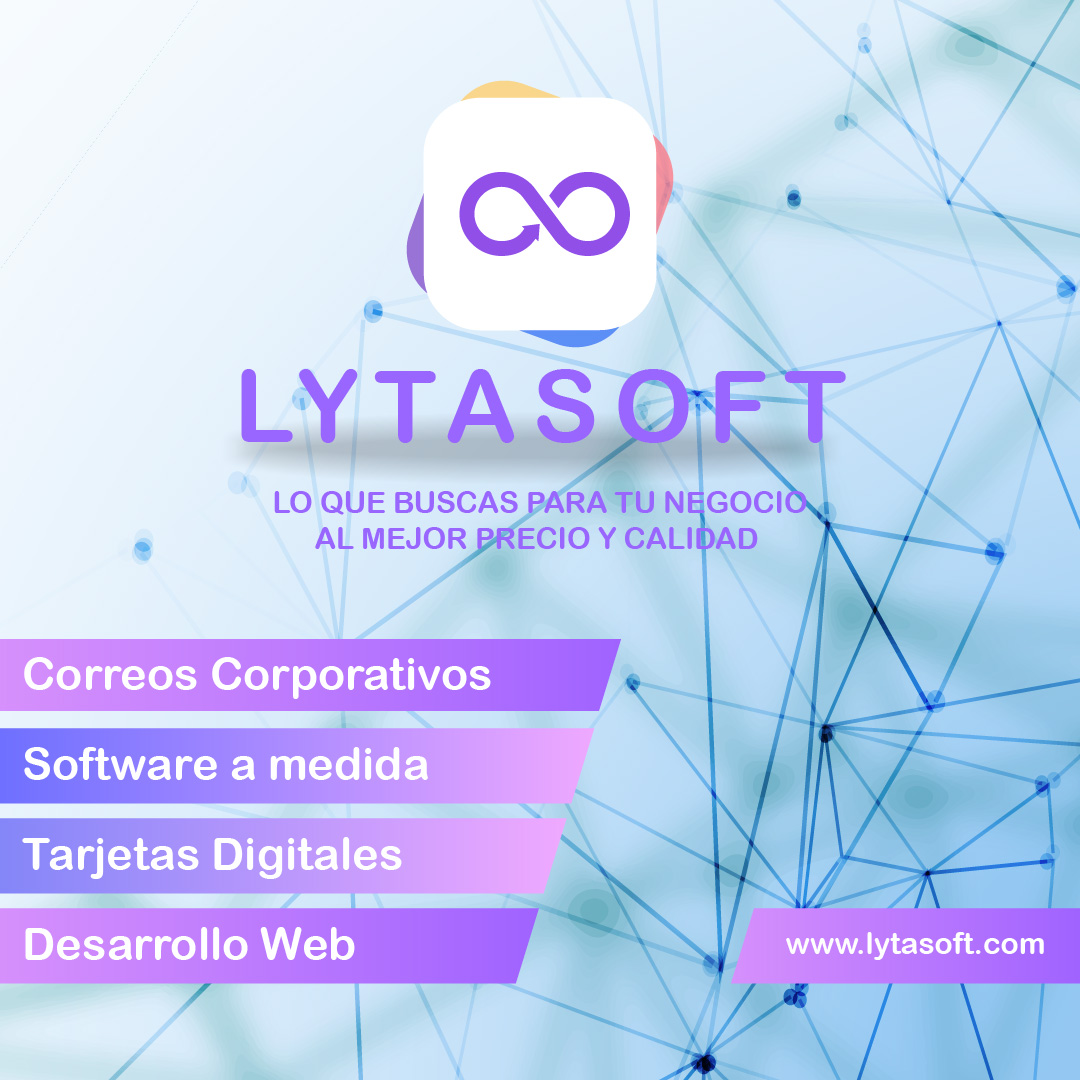 LYTASOFT
LO QUE BUSCAS PARA TU NEGOCIO
AL MEJOR PRECIO Y CALIDAD
Correos Corporativos
Software a medida
Tarjetas Digitales
Desarrollo Web
www.lytasoft.com